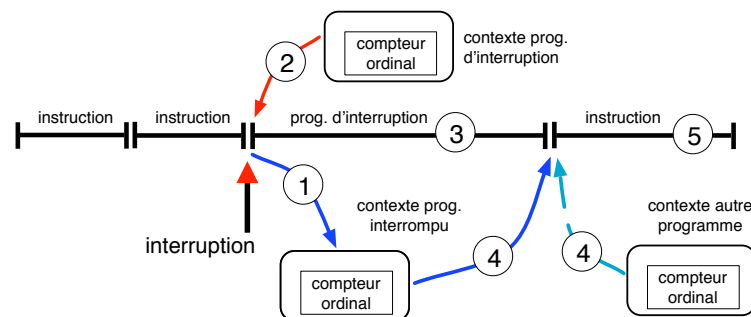 compteur
ordinal
contexte prog.
d'interruption
2
instruction
instruction
prog. d'interruption
3
instruction
5
1
interruption
contexte prog.
interrompu
4
compteur
ordinal
4
contexte autre
programme
compteur
ordinal